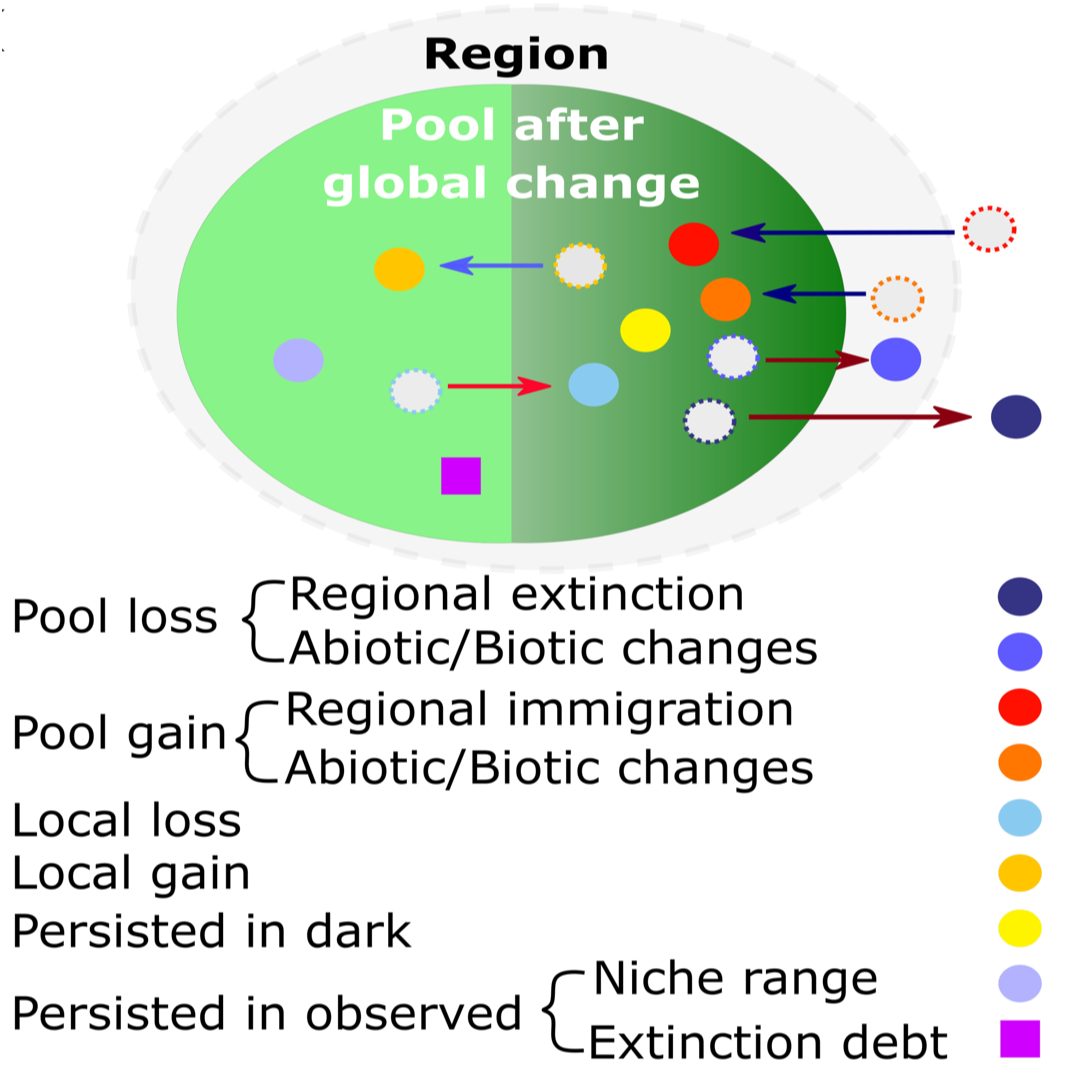 Region
Pool after
global change
Pool loss
Regional extinction
Abiotic/Biotic changes
Pool gain
Regional immigration
Abiotic/Biotic changes
Local loss
Local gain
Persisted in dark
Persisted in observed
Niche range
Extinction debt